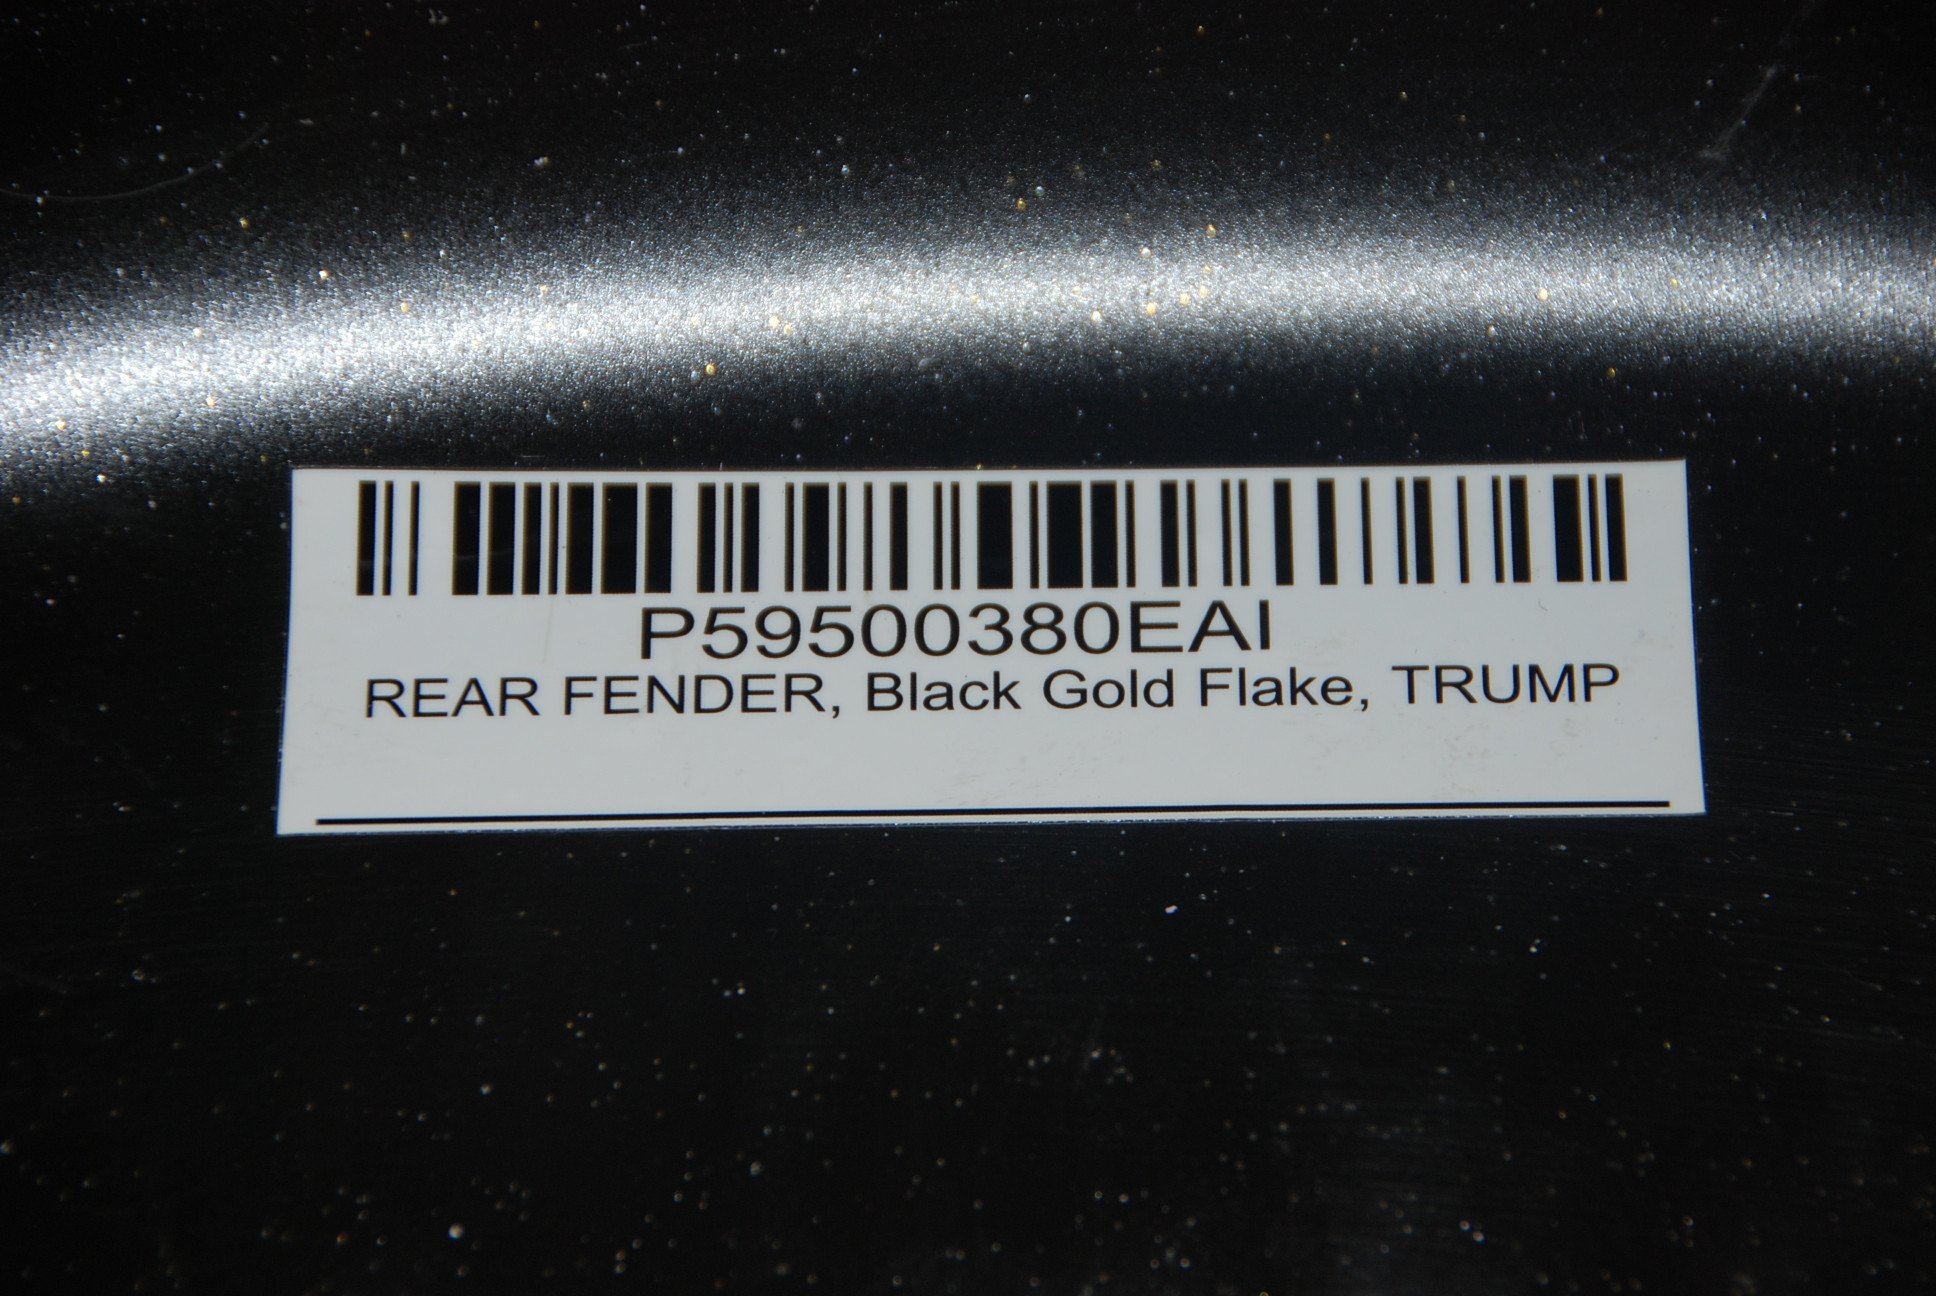 P59500380EAI
REAR FENDER, Black Gold Flake, TRUMP